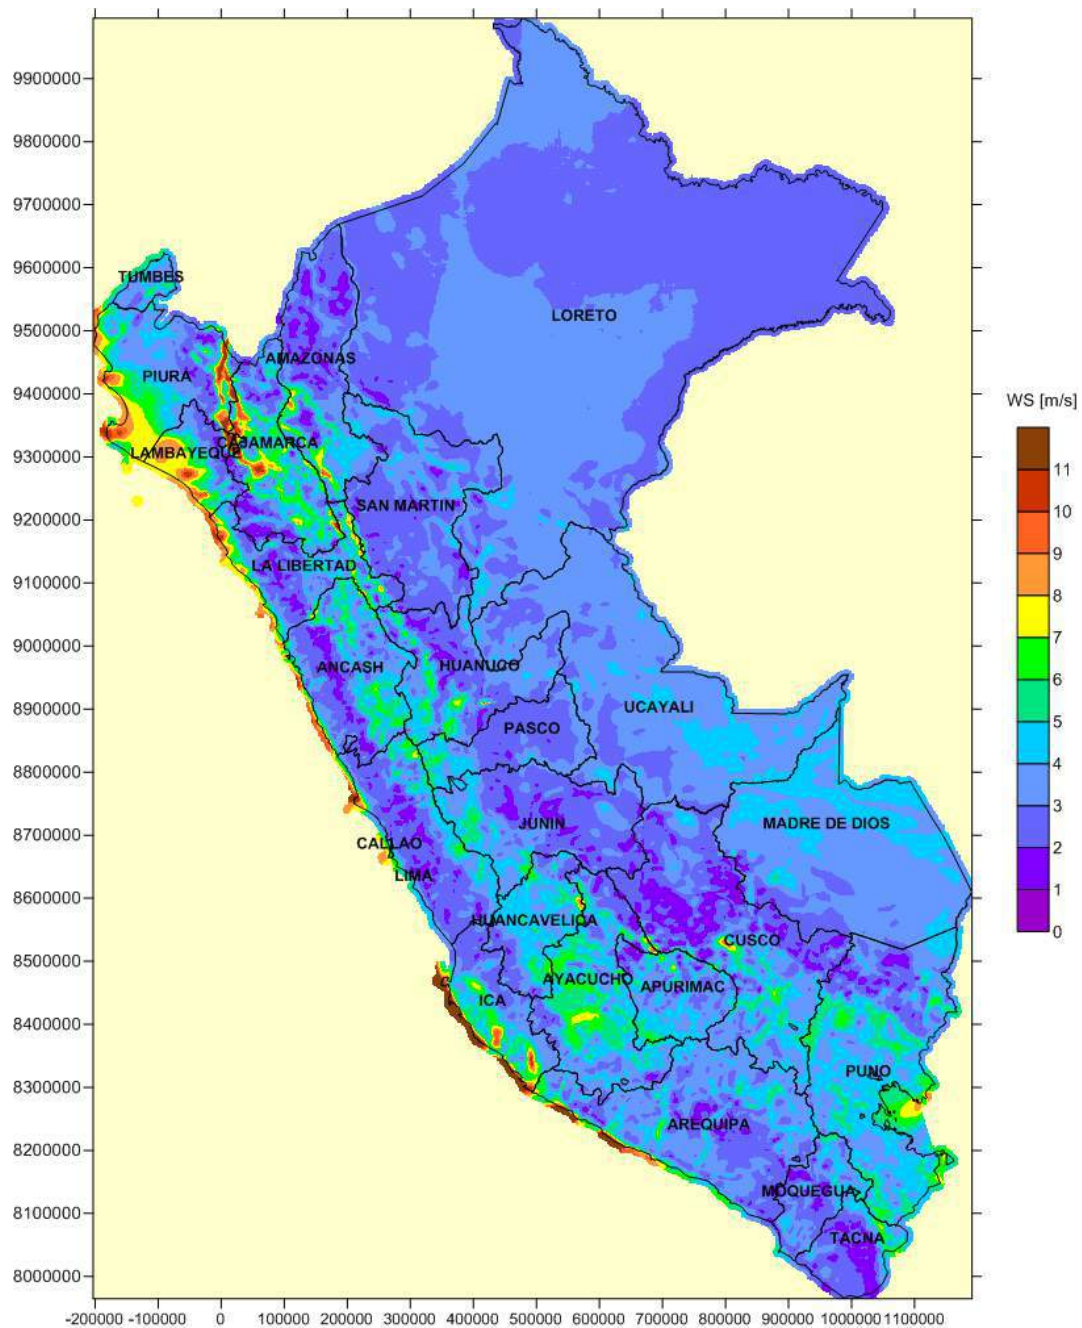 9900000
9800000
9700000
9600000
9500000
9400000
9300000
9200000
9100000
9000000
8900000
8800000
8700000
8600000
8500000
8400000
8300000
8200000
8100000
8000000
TUMBES
LORETO
AMAZONAS
PIURA
CAJAMARCA
LAMBAYEQUE
SAN MARTIN
LA LIBERTAD
ANCASH
HUANUCO
UCAYALI
PASCO
JUNIN
MADRE DE DIOS
CALLAO
LIMA
HUANCAVELICA
CUSCO
AYACUCHO
APURIMAC
ICA
PUNO
AREQUIPA
MOQUEGUA
TACNA
WS [m/s]
11
10
9
8
7
6
5
4
3
2
1
0
-200000 -100000 0 100000 200000 300000 400000 500000 600000 700000 800000 900000 1000000 1100000